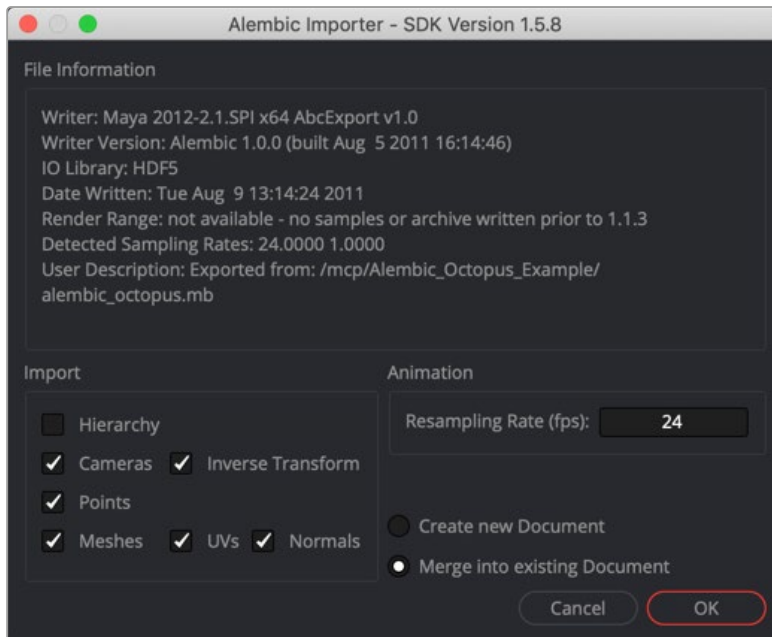 Alembic Importer - SDK Version 1.5.8
File Information
Writer: Maya 2012-2.1.SPI x64 AbcExport v1.0
Writer Version: Alembic 1.0.0 (built Aug  5 2011 16:14:46)
IO Library: HDF5
Date Written: Tue Aug  9 13:14:24 2011
Render Range: not available - no samples or archive written prior to 1.1.3
Detected Sampling Rates: 24.0000 1.0000
User Description: Exported from: /mcp/Alembic_Octopus_Example/
alembic_octopus.mb
Import
Hierarchy
Cameras Inverse Transform
Points
Meshes UVs Normals
Animation
Resampling Rate (fps): 24
Create new Document
Merge into existing Document
Cancel OK